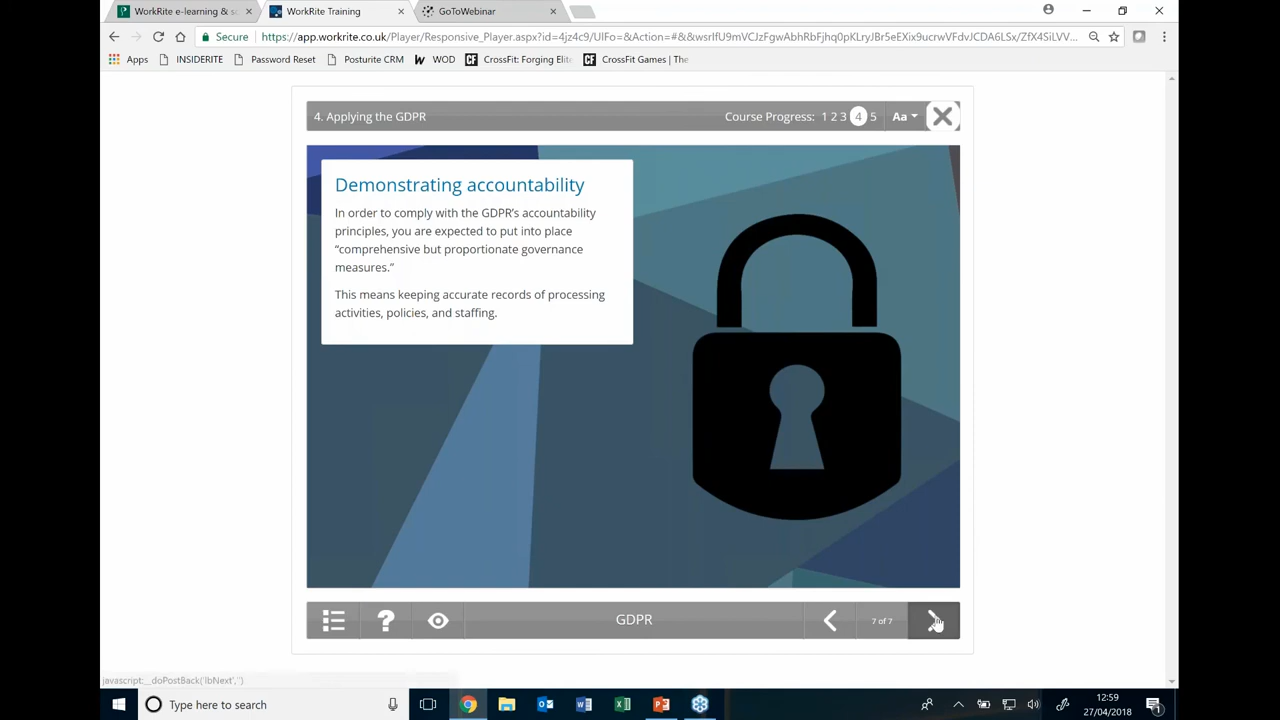 WorkRite e-learning & s
WorkRite Training
GoToWebinar
Secure
https://app.workrite.co.uk/Player/Responsive_Player.aspx?id=4jz4c9/
Apps
INSIDERITE
Password Reset
Posturite CRM
WOD
CrossFit: Forging Elit
CrossFit Games | The
4. Applying the GDPR
Course Progress: 1 2 3 4 5
Aa
Demonstrating accountability
In order to comply with the GDPR's accountability
principles, you are expected to put into place
"comprehensive but proportionate governance
measures."
This means keeping accurate records of processing
activities, policies, and staffing.
?
GDPR
7 of 7
javascript:__doPostBack('lbNext','')
Type here to search
12:59
27/04/2018